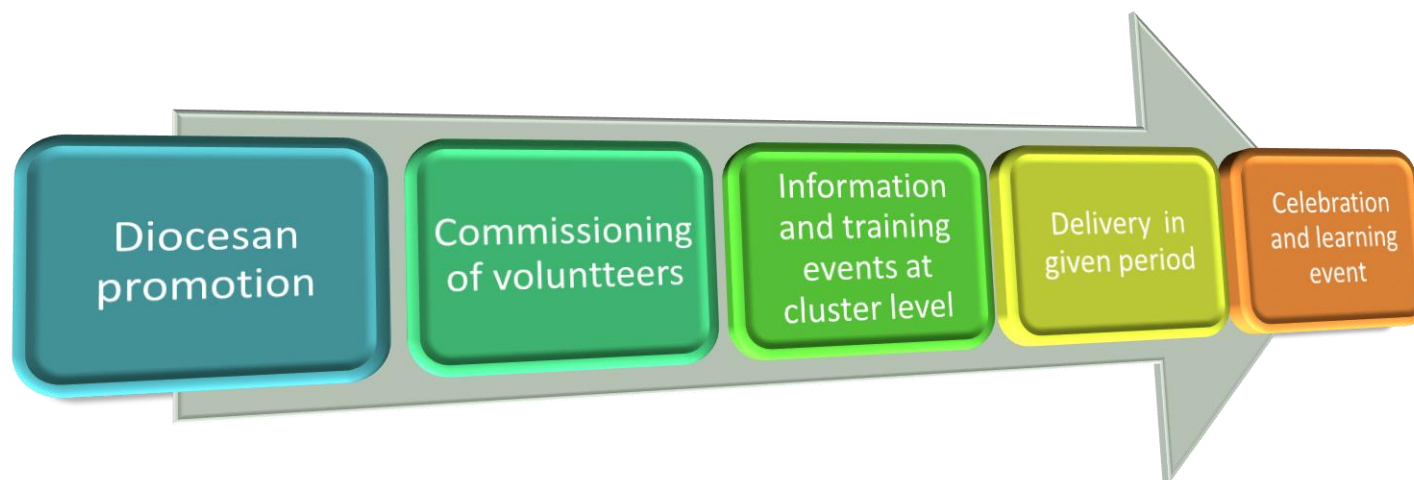 Diocesan
promotion
Commissioning
of voluntteers
Information
and training
events at
cluster level
Delivery in
given period
Celebration
and learning
event